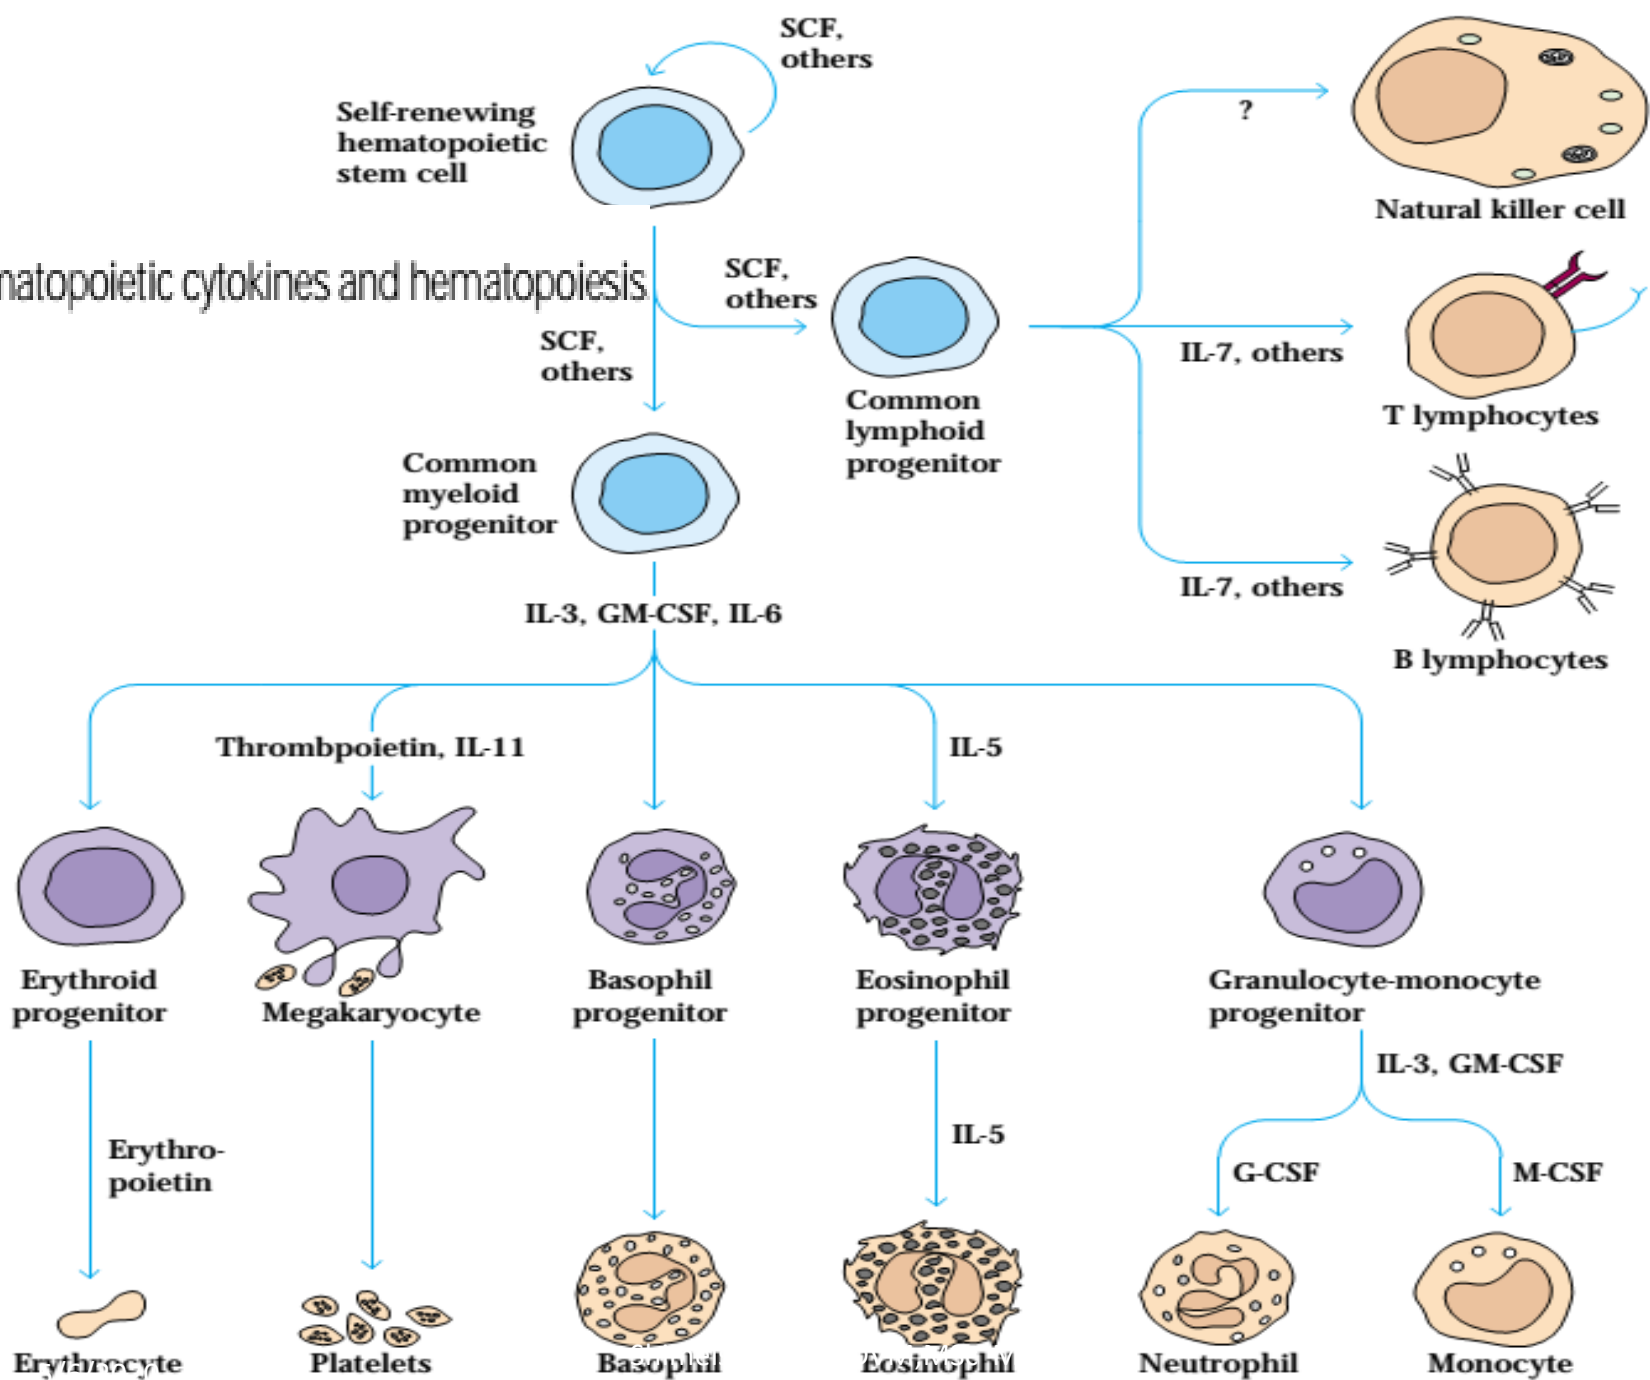 SCF,
others
Self-renewing
hematopoietic
stem cell
?
Natural killer cell
matopoietic cytokines and hematopoiesis
SCF,
others
SCF,
others
IL-7, others
T lymphocytes
Common
lymphoid
progenitor
Common
myeloid
progenitor
IL-7, others
B lymphocytes
IL-3, GM-CSF, IL-6
Thrombpoietin, IL-11
IL-5
Erythroid
progenitor
Megakaryocyte
Basophil
progenitor
Eosinophil
progenitor
Granulocyte-monocyte
progenitor
IL-3, GM-CSF
Erythro-
poietin
IL-5
G-CSF
M-CSF
Erythrocyte
Platelets
Basophil
Eosinophil
Neutrophil
Monocyte